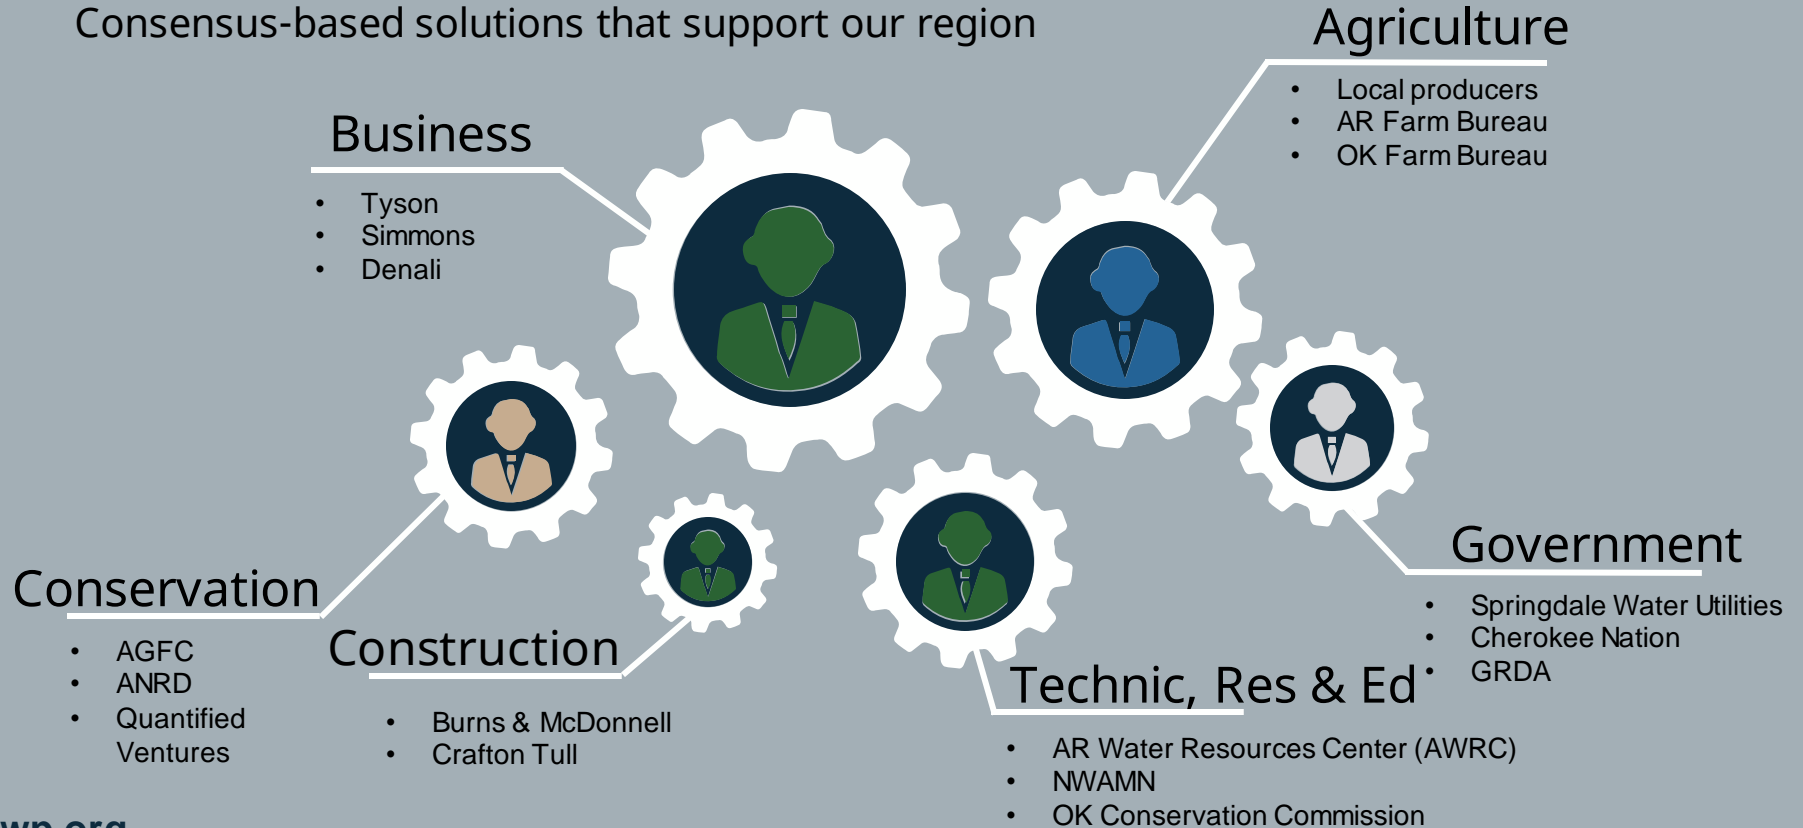 Consensus-based solutions that support our region
Agriculture
• Local producers
• AR Farm Bureau
• OK Farm Bureau
Business
• Tyson
• Simmons
• Denali
Conservation
• AGFC
• ANRD
• Quantified
Ventures
Construction
• Burns & McDonnell
• Crafton Tull
Technic, Res & Ed
• AR Water Resources Center (AWRC)
• NWAMN
• OK Conservation Commission
Government
• Springdale Water Utilities
• Cherokee Nation
• GRDA